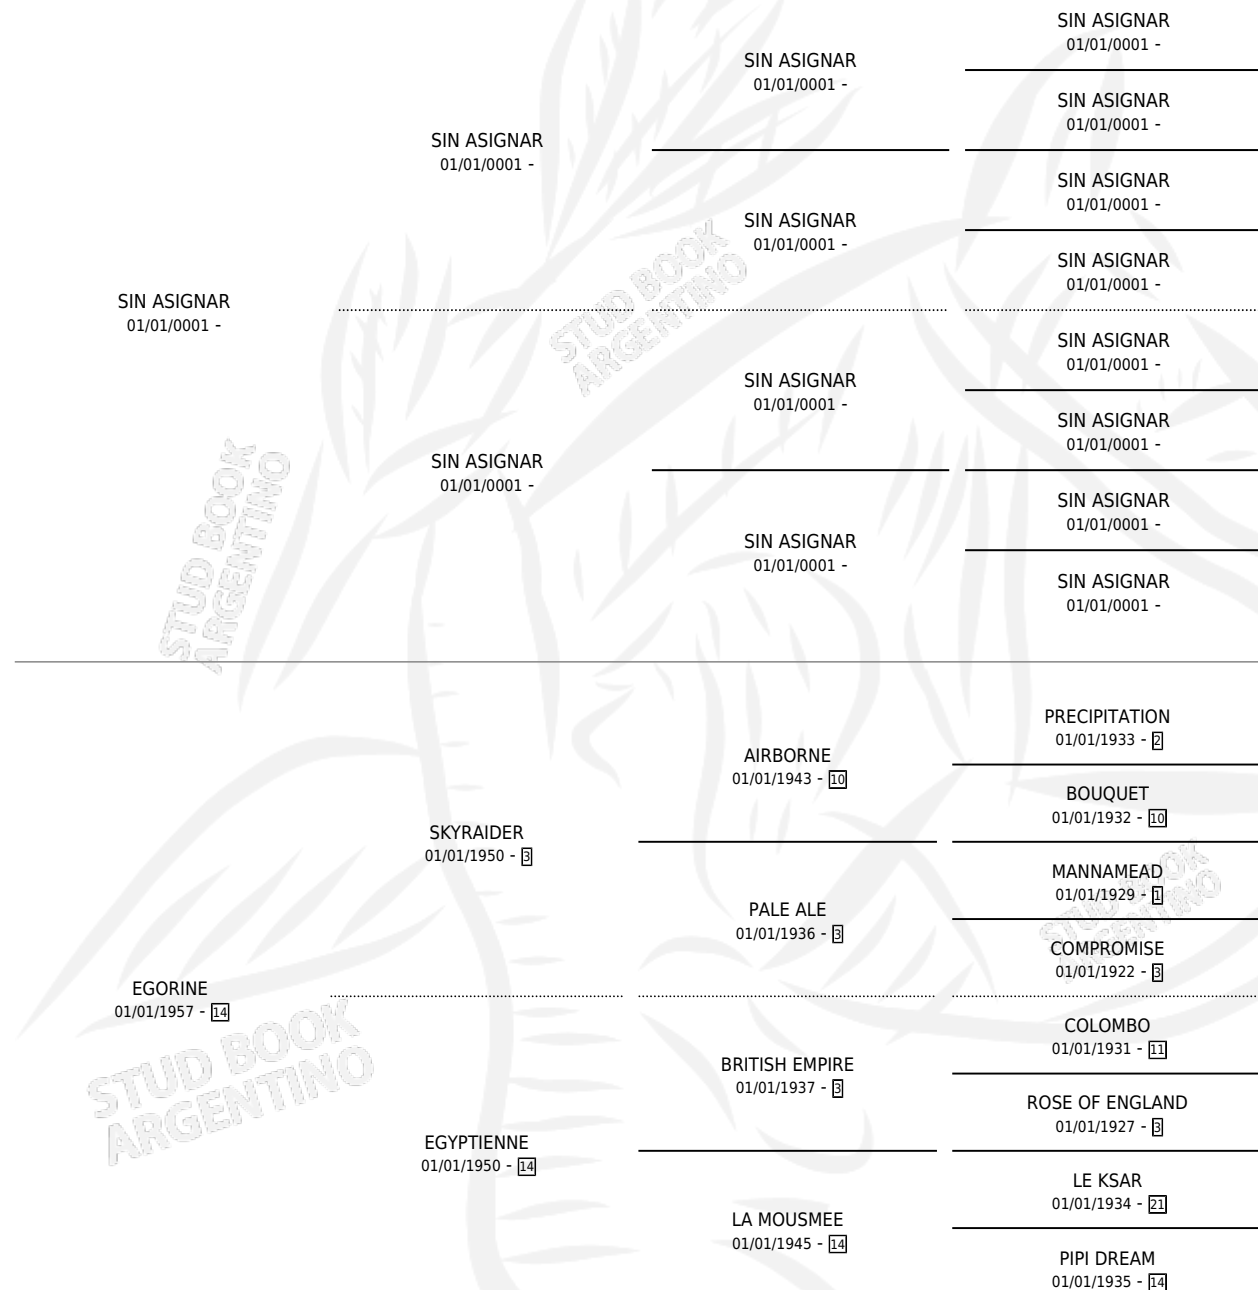 SIN ASIGNAR
01/01/0001 -
SIN ASIGNAR
01/01/0001 -
SIN ASIGNAR
01/01/0001 -
SIN ASIGNAR
01/01/0001 -
SIN ASIGNAR
01/01/0001 -
SIN ASIGNAR
01/01/0001 -
SIN ASIGNAR
01/01/0001 -
SIN ASIGNAR
01/01/0001 -
SIN ASIGNAR
01/01/0001 -
SIN ASIGNAR
01/01/0001 -
SIN ASIGNAR
01/01/0001 -
SIN ASIGNAR
01/01/0001 -
SIN ASIGNAR
01/01/0001 -
SIN ASIGNAR
01/01/0001 -
SIN ASIGNAR
01/01/0001 -
STUD BOOK
ARGENTINO
STUD BOOK
ARGENTINO
PRECIPITATION
01/01/1933 - 2
AIRBORNE
01/01/1943 - 10
BOUQUET
01/01/1932 - 10
SKYRAIDER
01/01/1950 - 3
MANNAMEAD
01/01/1929 - 1
PALE ALE
01/01/1936 - 3
COMPROMISE
01/01/1922 - 3
EGORINE
01/01/1957 - 14
COLOMBO
01/01/1931 - 11
BRITISH EMPIRE
01/01/1937 - 3
ROSE OF ENGLAND
01/01/1927 - 3
EGYPTIENNE
01/01/1950 - 14
LE KSAR
01/01/1934 - 21
LA MOUSMEE
01/01/1945 - 14
PIPI DREAM
01/01/1935 - 14
STUD BOOK
ARGENTINO
STUD BOOK
ARGENTINO